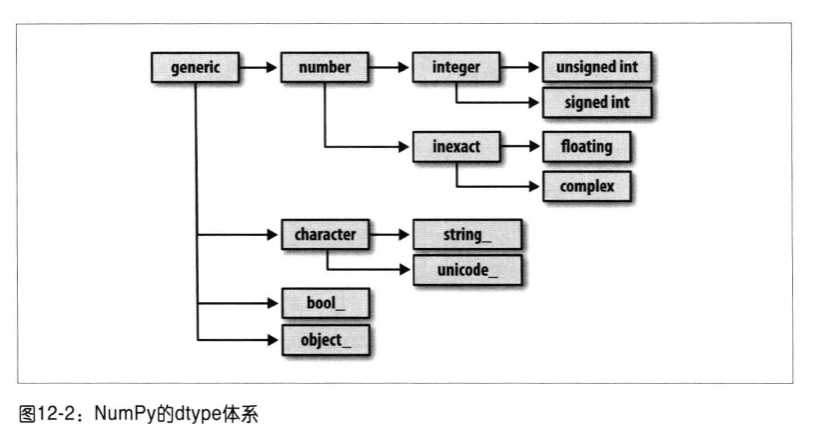 generic number integer unsigned int
signed int
inexact floating
complex
character string_
unicode_
bool_
object_
图12-2：NumPy的dtype体系